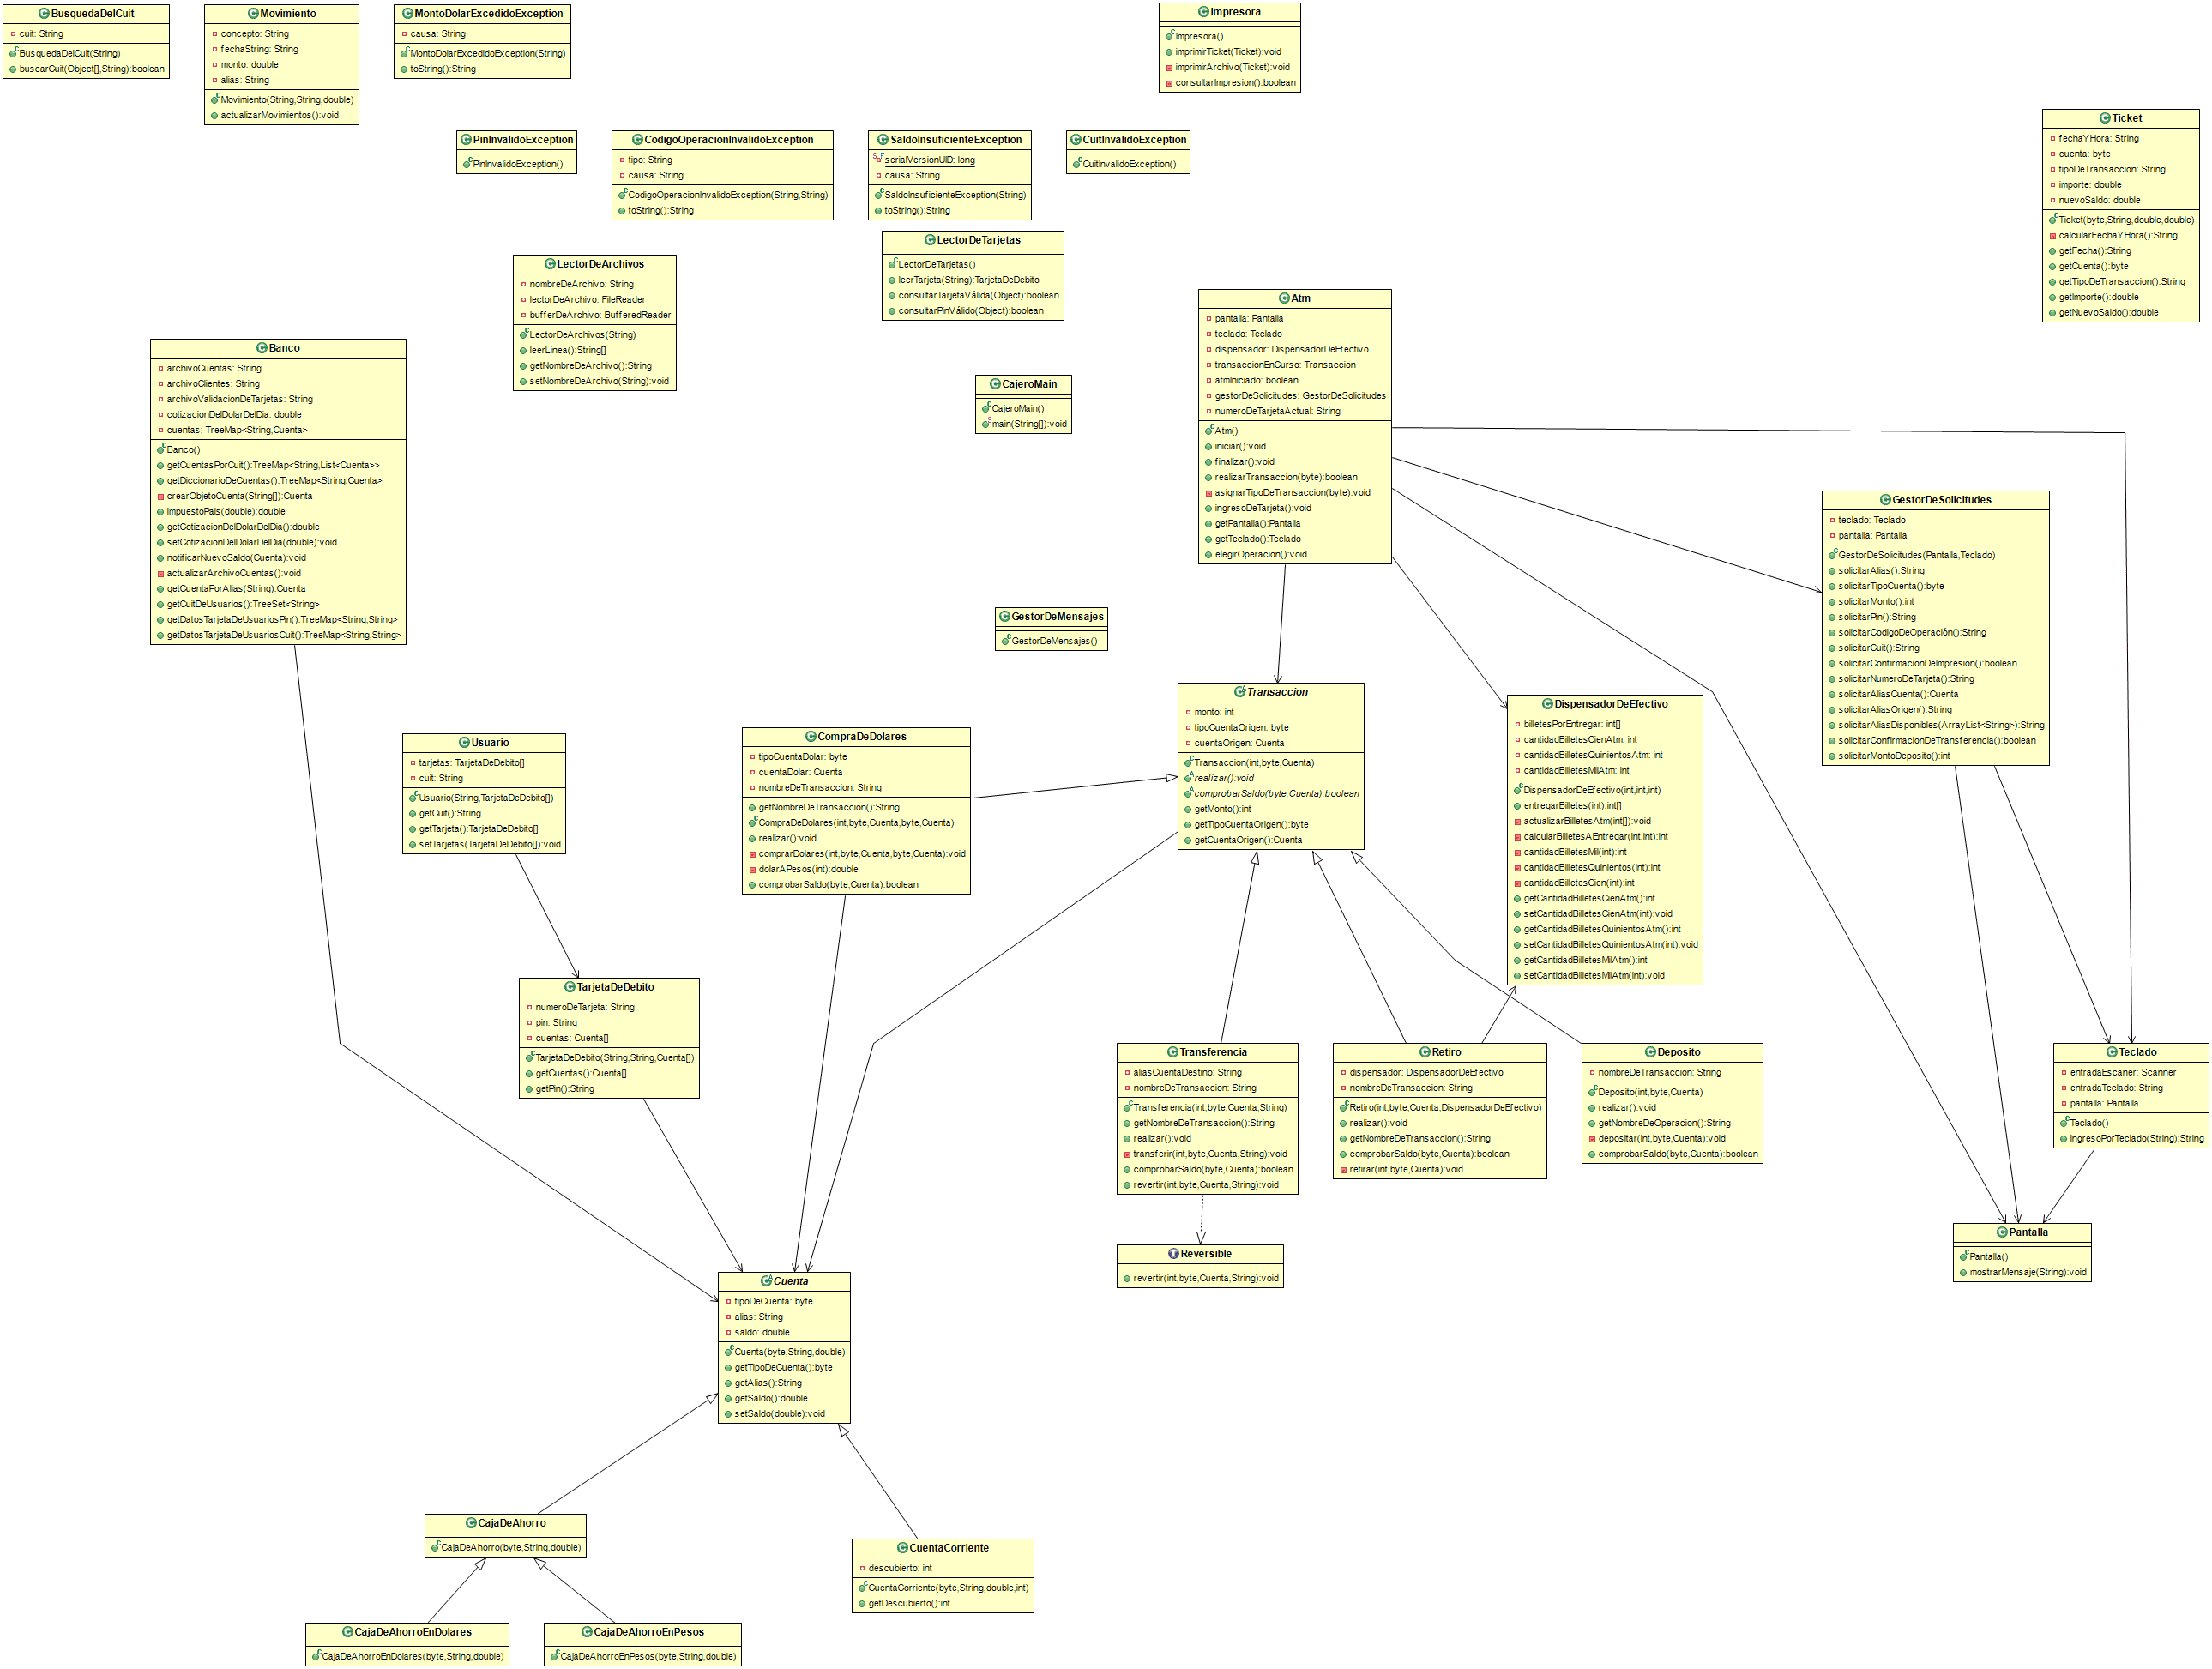 BusquedaDelCuit
cuit: String
BusquedaDelCuit(String)
buscarCuit(Object[],String):boolean
Movimiento
concepto: String
fechaString: String
monto: double
alias: String
Movimiento(String,String,double)
actualizarMovimientos():void
MontoDolarExcedidoException
causa: String
MontoDolarExcedidoException(String)
toString():String
Impresora
Impresora()
imprimirTicket(Ticket):void
imprimirArchivo(Ticket):void
consultarImpresion():boolean
Ticket
fechaYHora: String
cuenta: byte
tipoDeTransaccion: String
importe: double
nuevoSaldo: double
Ticket(byte,String,double,double)
calcularFechaYHora():String
getFecha():String
getCuenta():byte
getTipoDeTransaccion():String
getImporte():double
getNuevoSaldo():double
PinInvalidoException
PinInvalidoException()
CodigoOperacionInvalidoException
tipo: String
causa: String
CodigoOperacionInvalidoException(String,String)
toString():String
SaldoInsuficienteException
serialVersionUID: long
causa: String
SaldoInsuficienteException(String)
toString():String
CuitInvalidoException
CuitInvalidoException()
LectorDeTarjetas
LectorDeTarjetas()
leerTarjeta(String):TarjetaDeDebito
consultarTarjetaVálida(Object):boolean
consultarPinVálido(Object):boolean
LectorDeArchivos
nombreDeArchivo: String
lectorDeArchivo: FileReader
bufferDeArchivo: BufferedReader
LectorDeArchivos(String)
leerLinea():String[]
getNombreDeArchivo():String
setNombreDeArchivo(String):void
Atm
pantalla: Pantalla
teclado: Teclado
dispensador: DispensadorDeEfectivo
transaccionEnCurso: Transaccion
atmIniciado: boolean
gestorDeSolicitudes: GestorDeSolicitudes
numeroDeTarjetaActual: String
Atm()
iniciar():void
finalizar():void
realizarTransaccion(byte):boolean
asignarTipoDeTransaccion(byte):void
ingresoDeTarjeta():void
getPantalla():Pantalla
getTeclado():Teclado
elegirOperacion():void
Banco
archivoCuentas: String
archivoClientes: String
archivoValidacionDeTarjetas: String
cotizacionDelDolarDelDia: double
cuentas: TreeMap<String,Cuenta>
Banco()
getCuentasPorCuit():TreeMap<String,List<Cuenta>>
getDiccionarioDeCuentas():TreeMap<String,Cuenta>
crearObjetoCuenta(String[]):Cuenta
impuestoPais(double):double
getCotizacionDelDolarDelDia():double
setCotizacionDelDolarDelDia(double):void
notificarNuevoSaldo(Cuenta):void
actualizarArchivoCuentas():void
getCuentaPorAlias(String):Cuenta
getCuitDeUsuarios():TreeSet<String>
getDatosTarjetaDeUsuariosPin():TreeMap<String,String>
getDatosTarjetaDeUsuariosCuit():TreeMap<String,String>
CajeroMain
CajeroMain()
main(String[]):void
GestorDeSolicitudes
teclado: Teclado
pantalla: Pantalla
GestorDeSolicitudes(Pantalla,Teclado)
solicitarAlias():String
solicitarTipoCuenta():byte
solicitarMonto():int
solicitarPin():String
solicitarCodigoDeOperación():String
solicitarCuit():String
solicitarConfirmacionDeImpresion():boolean
solicitarNumeroDeTarjeta():String
solicitarAliasCuenta():Cuenta
solicitarAliasOrigen():String
solicitarAliasDisponibles(ArrayList<String>):String
solicitarConfirmacionDeTransferencia():boolean
solicitarMontoDeposito():int
GestorDeMensajes
GestorDeMensajes()
Transaccion
monto: int
tipoCuentaOrigen: byte
cuentaOrigen: Cuenta
Transaccion(int,byte,Cuenta)
realizar():void
comprobarSaldo(byte,Cuenta):boolean
getMonto():int
getTipoCuentaOrigen():byte
getCuentaOrigen():Cuenta
DispensadorDeEfectivo
billetesPorEntregar: int[]
cantidadBilletesCienAtm: int
cantidadBilletesQuinientosAtm: int
cantidadBilletesMilAtm: int
DispensadorDeEfectivo(int,int,int)
entregarBilletes(int):int[]
actualizarBilletesAtm(int[]):void
calcularBilletesAEntregar(int,int):int
cantidadBilletesMil(int):int
cantidadBilletesQuinientos(int):int
cantidadBilletesCien(int):int
getCantidadBilletesCienAtm():int
setCantidadBilletesCienAtm(int):void
getCantidadBilletesQuinientosAtm():int
setCantidadBilletesQuinientosAtm(int):void
getCantidadBilletesMilAtm():int
setCantidadBilletesMilAtm(int):void
CompraDeDolares
tipoCuentaDolar: byte
cuentaDolar: Cuenta
nombreDeTransaccion: String
getNombreDeTransaccion():String
CompraDeDolares(int,byte,Cuenta,byte,Cuenta)
realizar():void
comprarDolares(int,byte,Cuenta,byte,Cuenta):void
dolarAPesos(int):double
comprobarSaldo(byte,Cuenta):boolean
Usuario
tarjetas: TarjetaDeDebito[]
cuit: String
Usuario(String,TarjetaDeDebito[])
getCuit():String
getTarjeta():TarjetaDeDebito[]
setTarjetas(TarjetaDeDebito[]):void
TarjetaDeDebito
numeroDeTarjeta: String
pin: String
cuentas: Cuenta[]
TarjetaDeDebito(String,String,Cuenta[])
getCuentas():Cuenta[]
getPin():String
Transferencia
aliasCuentaDestino: String
nombreDeTransaccion: String
Transferencia(int,byte,Cuenta,String)
getNombreDeTransaccion():String
realizar():void
transferir(int,byte,Cuenta,String):void
comprobarSaldo(byte,Cuenta):boolean
revertir(int,byte,Cuenta,String):void
Retiro
dispensador: DispensadorDeEfectivo
nombreDeTransaccion: String
Retiro(int,byte,Cuenta,DispensadorDeEfectivo)
realizar():void
getNombreDeTransaccion():String
comprobarSaldo(byte,Cuenta):boolean
retirar(int,byte,Cuenta):void
Deposito
nombreDeTransaccion: String
Deposito(int,byte,Cuenta)
realizar():void
getNombreDeOperacion():String
depositar(int,byte,Cuenta):void
comprobarSaldo(byte,Cuenta):boolean
Teclado
entradaEscaner: Scanner
entradaTeclado: String
pantalla: Pantalla
Teclado()
ingresoPorTeclado(String):String
Pantalla
Pantalla()
mostrarMensaje(String):void
Reversible
revertir(int,byte,Cuenta,String):void
Cuenta
tipoDeCuenta: byte
alias: String
saldo: double
Cuenta(byte,String,double)
getTipoDeCuenta():byte
getAlias():String
getSaldo():double
setSaldo(double):void
CajaDeAhorro
CajaDeAhorro(byte,String,double)
CuentaCorriente
descubierto: int
CuentaCorriente(byte,String,double,int)
getDescubierto():int
CajaDeAhorroEnDolares
CajaDeAhorroEnDolares(byte,String,double)
CajaDeAhorroEnPesos
CajaDeAhorroEnPesos(byte,String,double)